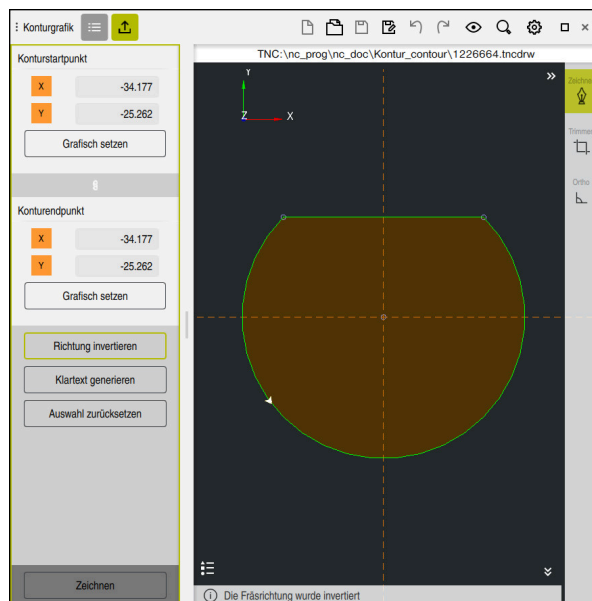 Konturgrafik
TNC:\nc_prog\nc_doc\Kontur_contour\1226664.tncdrw
Konturstartpunkt
X -34.177
Y -25.262
Grafisch setzen
Konturendpunkt
X -34.177
Y -25.262
Grafisch setzen
Richtung invertieren
Klartext generieren
Auswahl zurücksetzen
Zeichnen
Y
Z X
Die Fräsrichtung wurde invertiert
Zeichne
Trimmen
Ortho